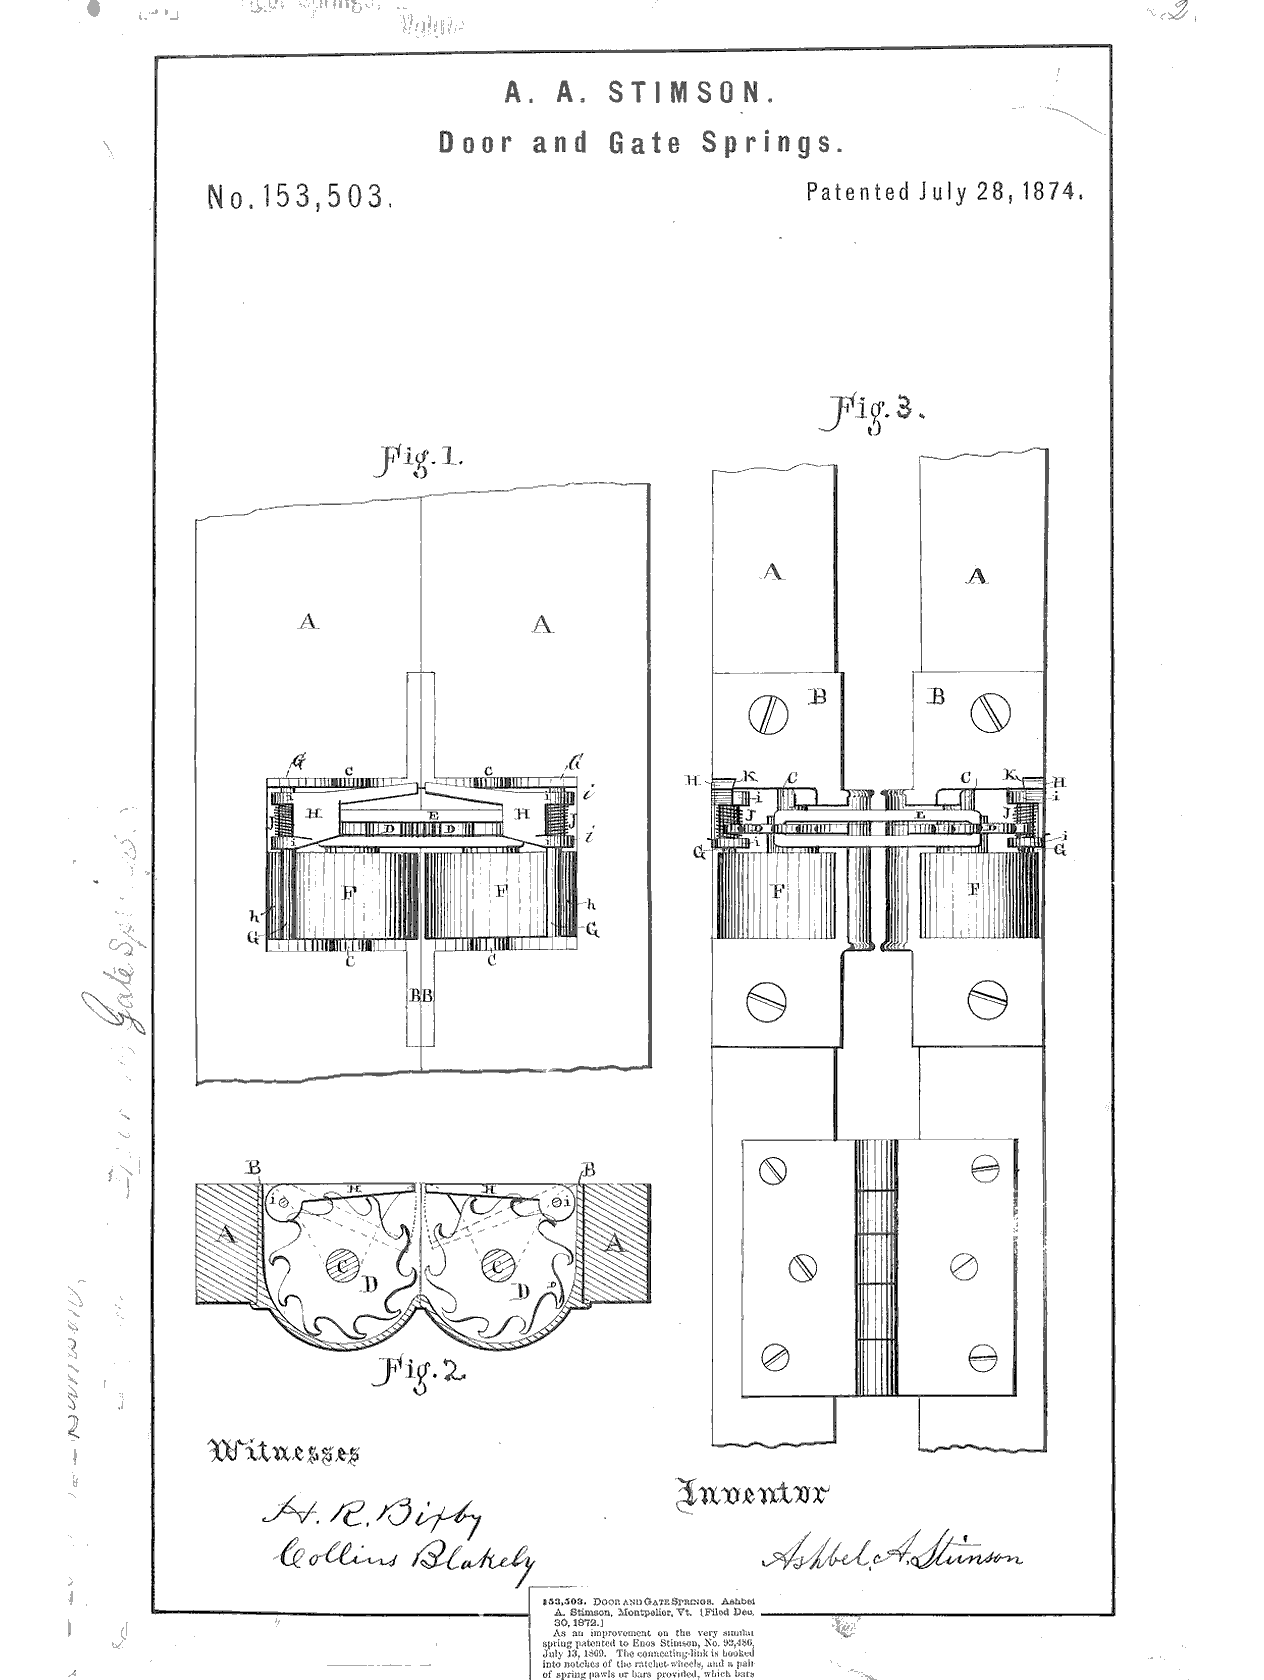 2.
A. A. STIMSON.
Door and Gate Springs.
No. 153,503.
Patented July 28, 1874.
Fig. 3.
Fig. 1.
A
A
A
A
B
B
G
C
C
G
i
i
H
H
J
E
J
D
D
i
i
F
F
h
h
G
G
C
C
BB
H
K
C
C
K
H
i
i
J
E
J
D
D
i
i
G
G
F
F
B
B
H
H
i
i
A
A
C
C
D
D
Fig. 2.
Gate Springs.
Witnesses
H. R. Bixby
Collins Blakely
Inventor
Ashbel A. Stimson
153,503. DOOR AND GATE SPRINGS. Ashbel
A. Stimson, Montpelier, Vt. [Filed Dec.
30, 1872.]
As an improvement on the very similar
spring patented to Enos Stimson, No. 92,486,
July 13, 1869. The connecting-link is hooked
into notches of the ratchet-wheels, and a pair
of spring pawls or bars provided, which bars